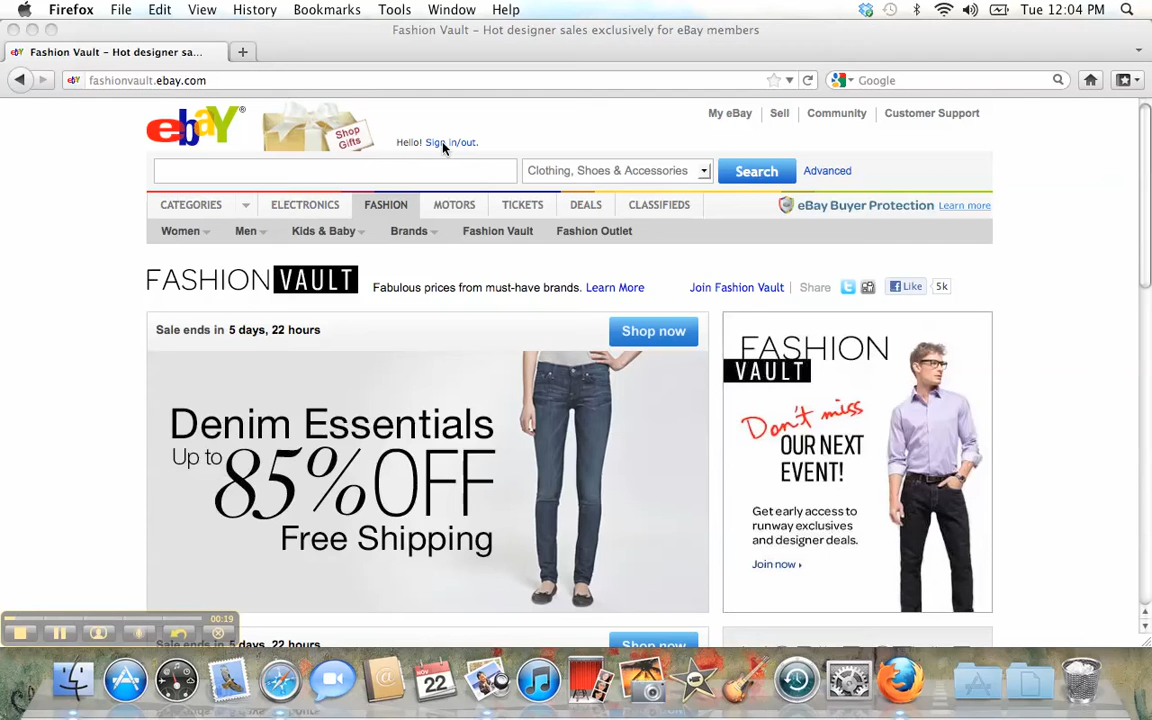 Firefox File Edit View History Bookmarks Tools Window Help Tue 12:04 PM
Fashion Vault – Hot designer sales exclusively for eBay members
Fashion Vault – Hot designer sa...
fashionvault.ebay.com Google
ebay® Shop Gifts Hello! Sign in/out. My eBay Sell Community Customer Support
Clothing, Shoes & Accessories Search Advanced
CATEGORIES ELECTRONICS FASHION MOTORS TICKETS DEALS CLASSIFIEDS eBay Buyer Protection Learn more
Women Men Kids & Baby Brands Fashion Vault Fashion Outlet
FASHION VAULT Fabulous prices from must-have brands. Learn More Join Fashion Vault Share Like 5k
Sale ends in 5 days, 22 hours Shop now
Denim Essentials
Up to 85% OFF
Free Shipping
FASHION
VAULT
Don't miss
OUR NEXT
EVENT!
Get early access to
runway exclusives
and designer deals.
Join now
00:19
Sale ends in 5 days, 22 hours Shop now
NOV
22